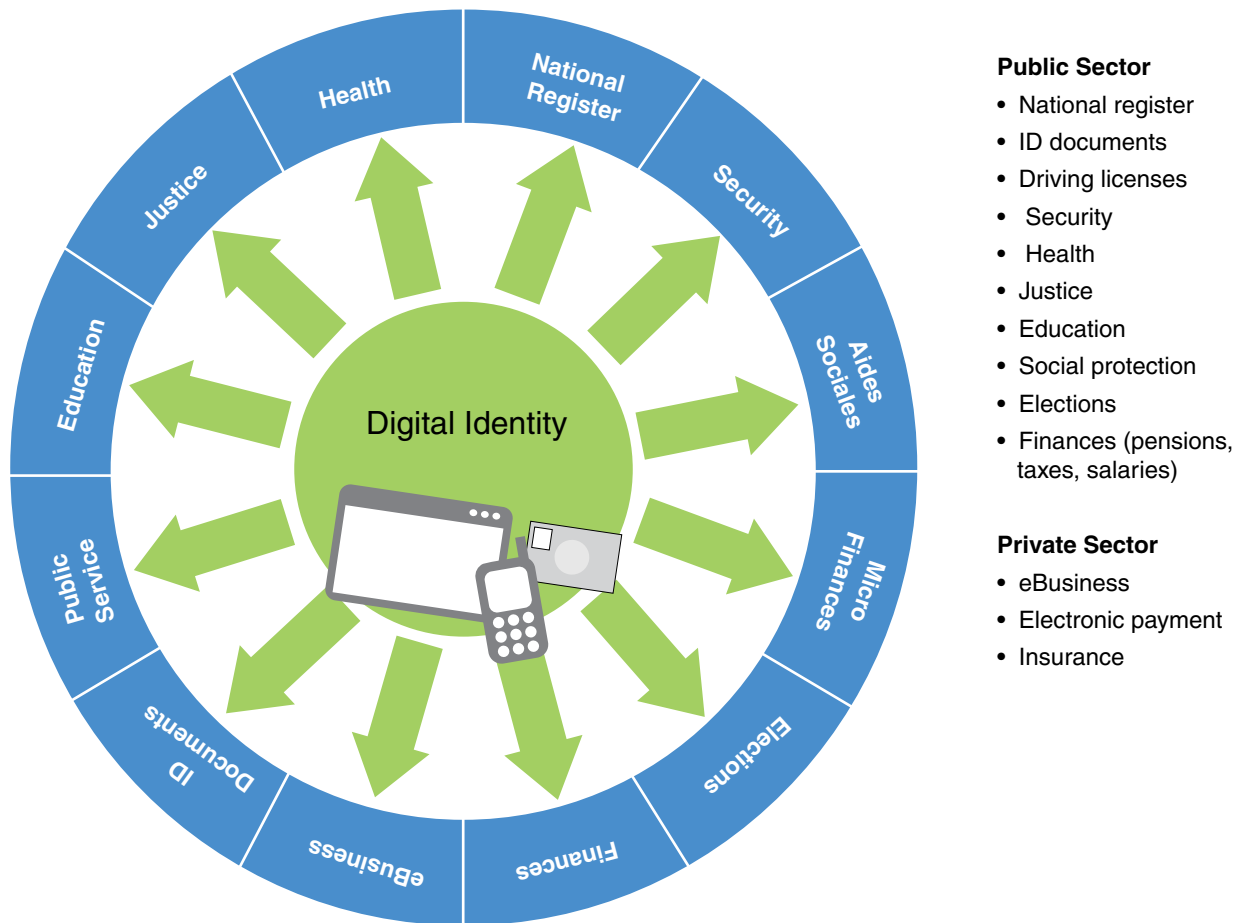 National
Register
Security
Aides
Sociales
Micro
Finances
Elections
Finances
eBusiness
ID
Documents
Public
Service
Education
Justice
Health
Digital Identity
Public Sector
• National register
• ID documents
• Driving licenses
• Security
• Health
• Justice
• Education
• Social protection
• Elections
• Finances (pensions,
taxes, salaries)
Private Sector
• eBusiness
• Electronic payment
• Insurance